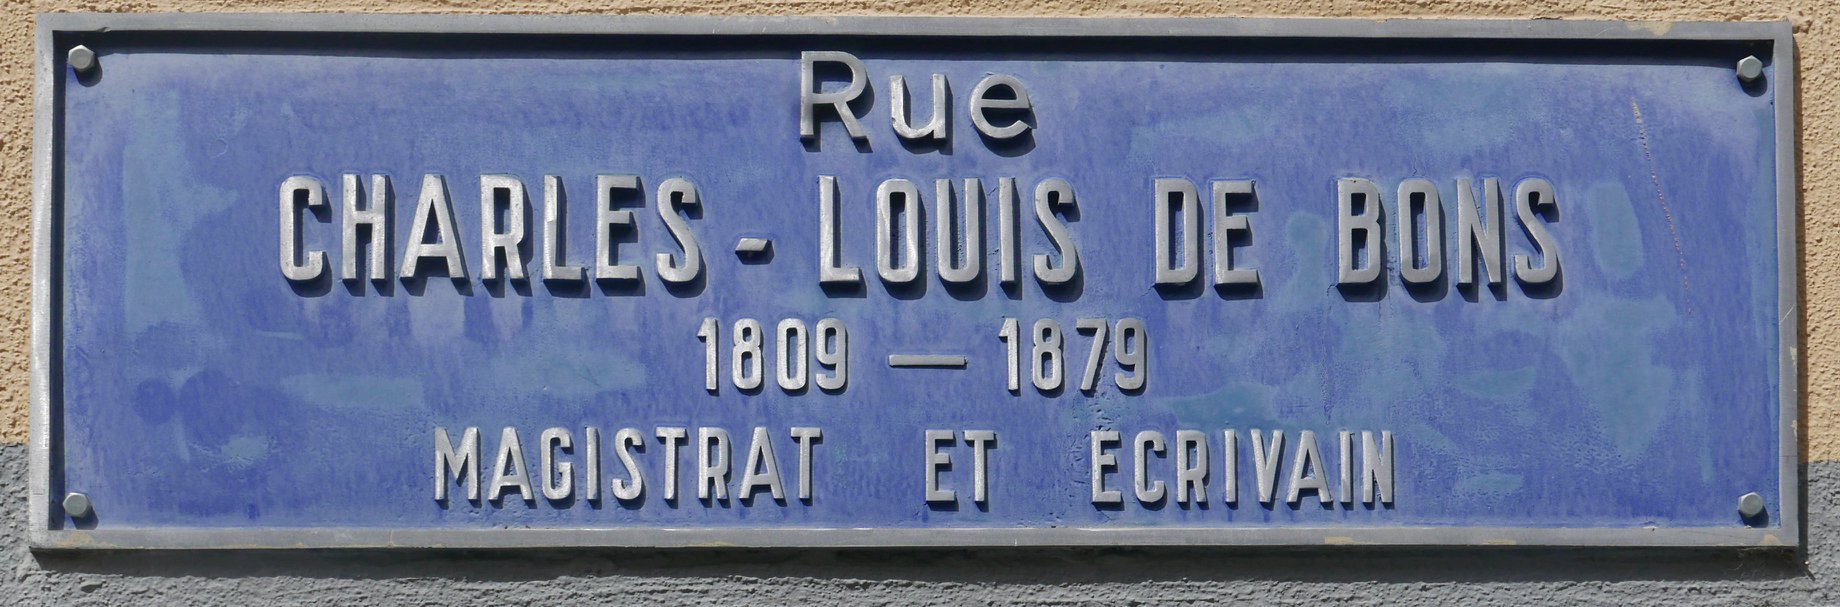 Rue
CHARLES - LOUIS DE BONS
1809 — 1879
MAGISTRAT ET ECRIVAIN